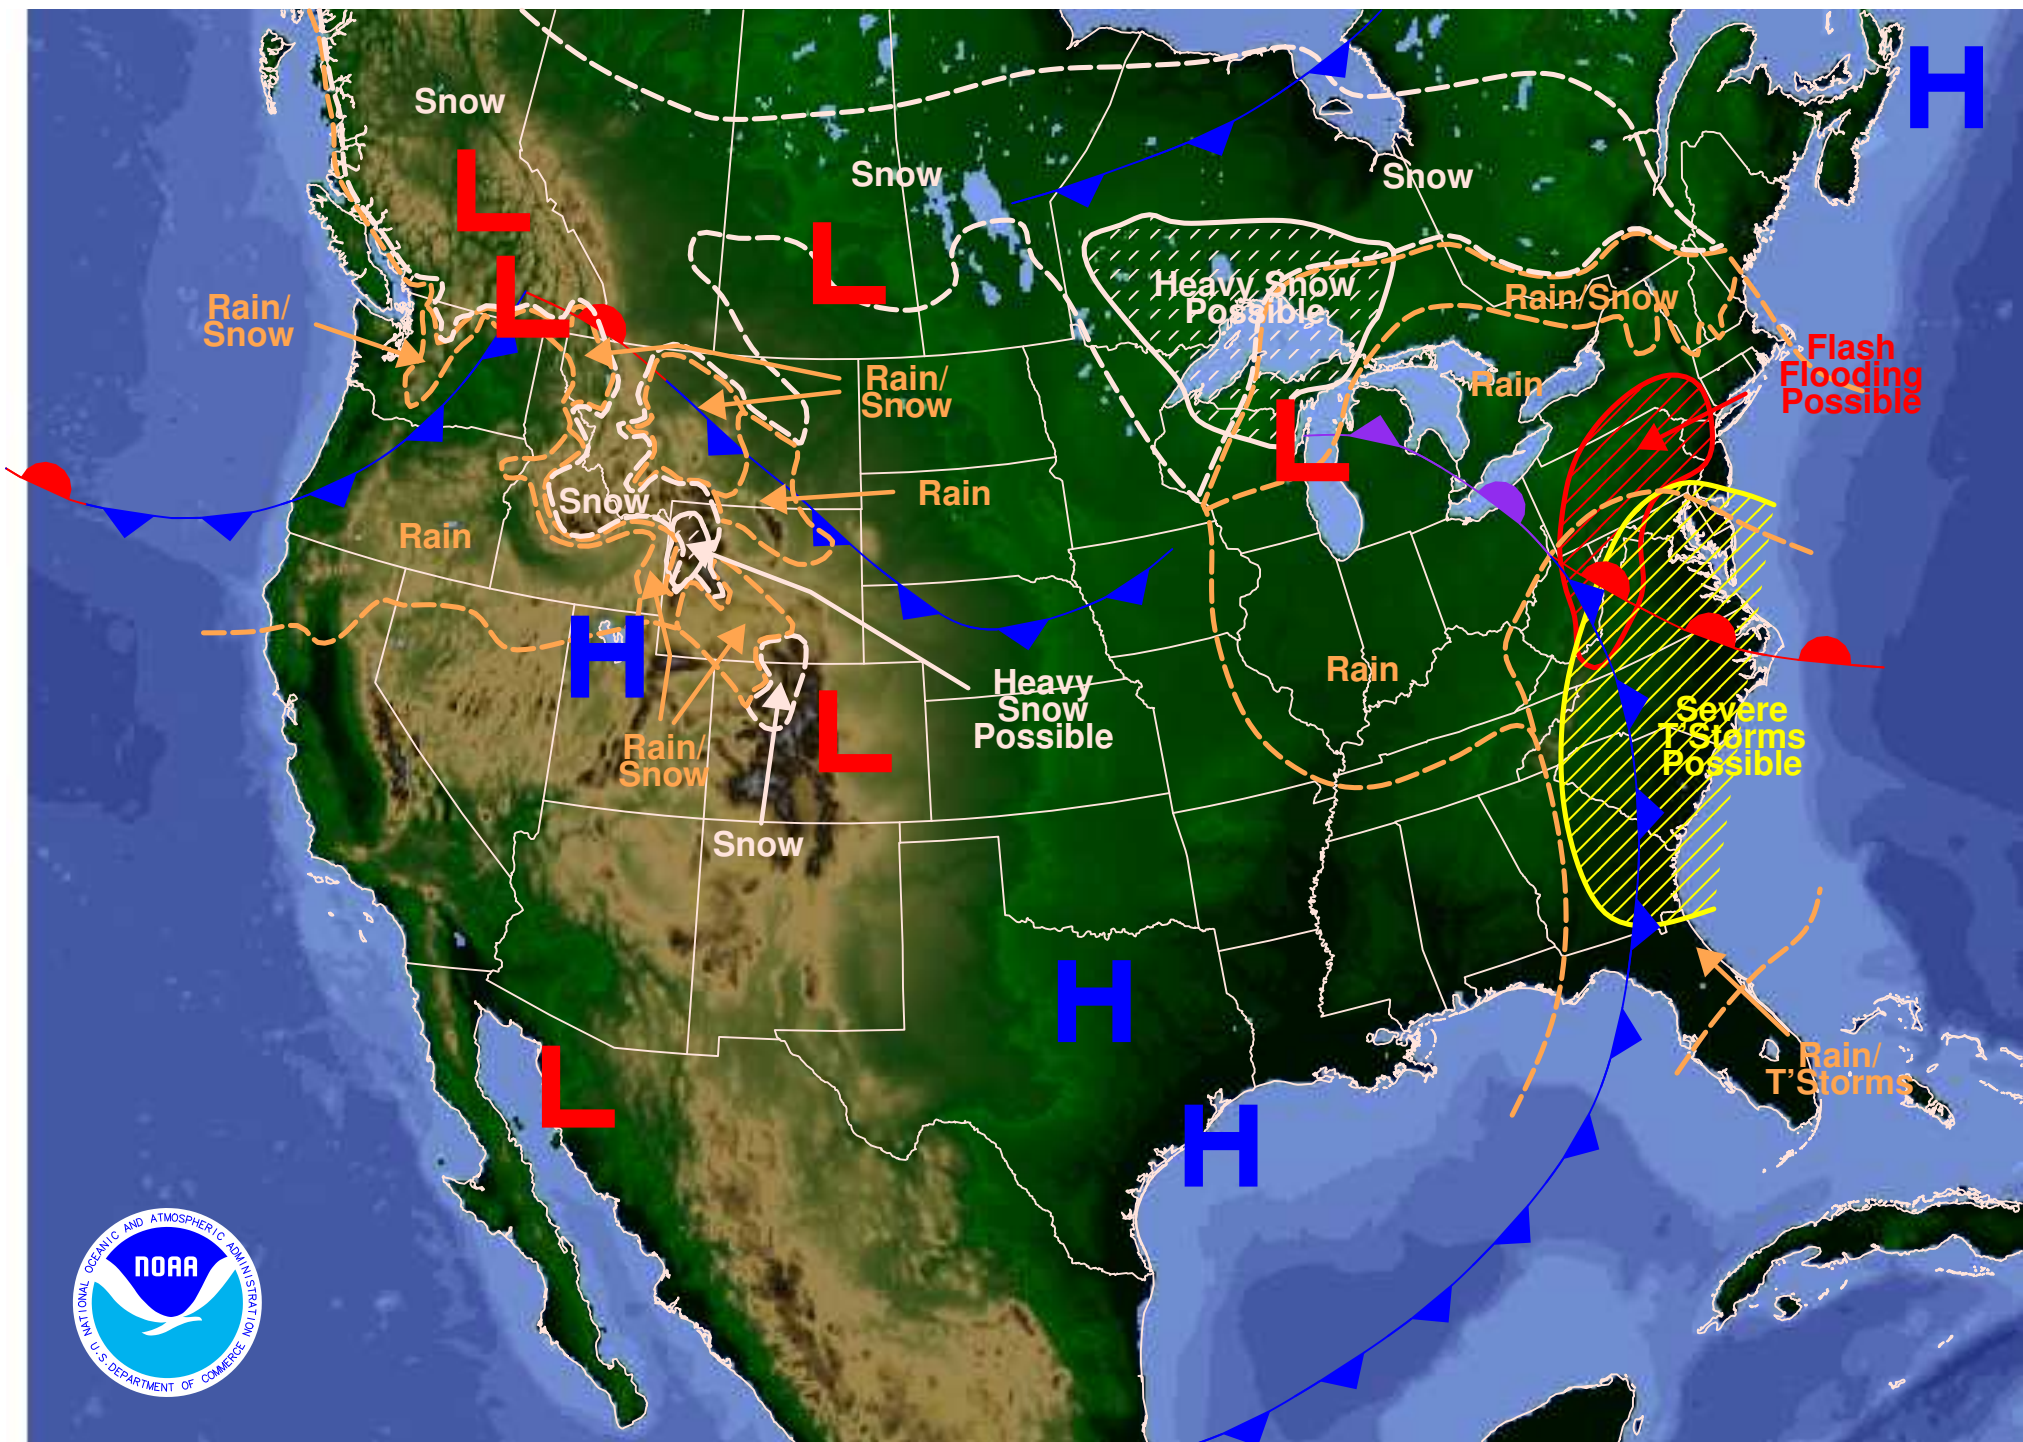 H
Snow
Snow
Snow
L
L
L
Heavy Snow
Possible
Rain/Snow
Rain/
Snow
Rain/
Snow
Rain
Flash
Flooding
Possible
L
Snow
Rain
Rain
H
Heavy
Snow
Possible
Rain
L
Rain/
Snow
Severe
T'Storms
Possible
Snow
H
L
H
Rain/
T'Storms
NATIONAL OCEANIC AND ATMOSPHERIC ADMINISTRATION
NOAA
U.S. DEPARTMENT OF COMMERCE